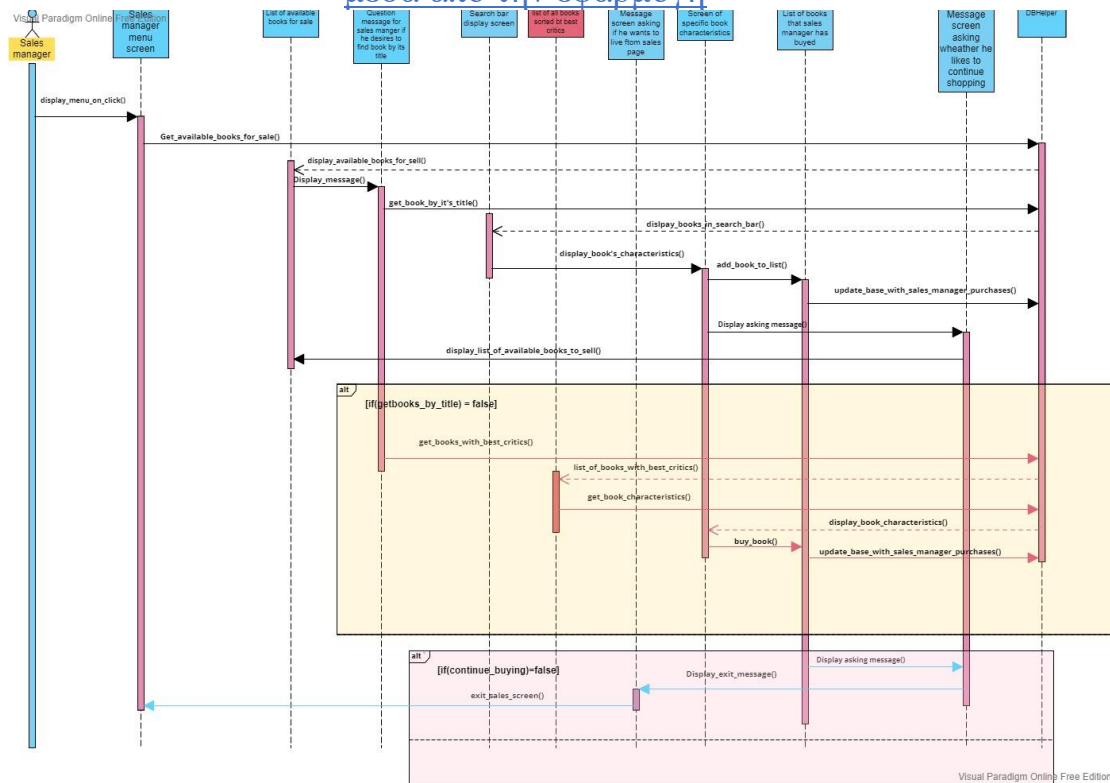 μέσα από την εφαρμογή
Visual Paradigm Online Free Edition
Sales
manager
Sales
manager
menu
screen
List of available
books for sale
Question
message for
sales manger if
he desires to
find book by its
title
Search bar
display screen
list of all books
sorted bt best
critics
Message
screen asking
if he wants to
live ftom sales
page
Screen of
specific book
characteristics
List of books
that sales
manager has
buyed
Message
screen
asking
wheather he
likes to
continue
shopping
DBHelper
display_menu_on_click()
Get_available_books_for_sale()
display_available_books_for_sell()
Display_message()
get_book_by_it's_title()
dislpay_books_in_search_bar()
display_book's_characteristics()
add_book_to_list()
update_base_with_sales_manager_purchases()
Display asking message()
display_list_of_available_books_to_sell()
alt
[if(getbooks_by_title) = false]
get_books_with_best_critics()
list_of_books_with_best_critics()
get_book_characteristics()
display_book_characteristics()
buy_book()
update_base_with_sales_manager_purchases()
alt
[if(continue_buying)=false]
Display asking message()
Display_exit_message()
exit_sales_screen()
Visual Paradigm Online Free Edition